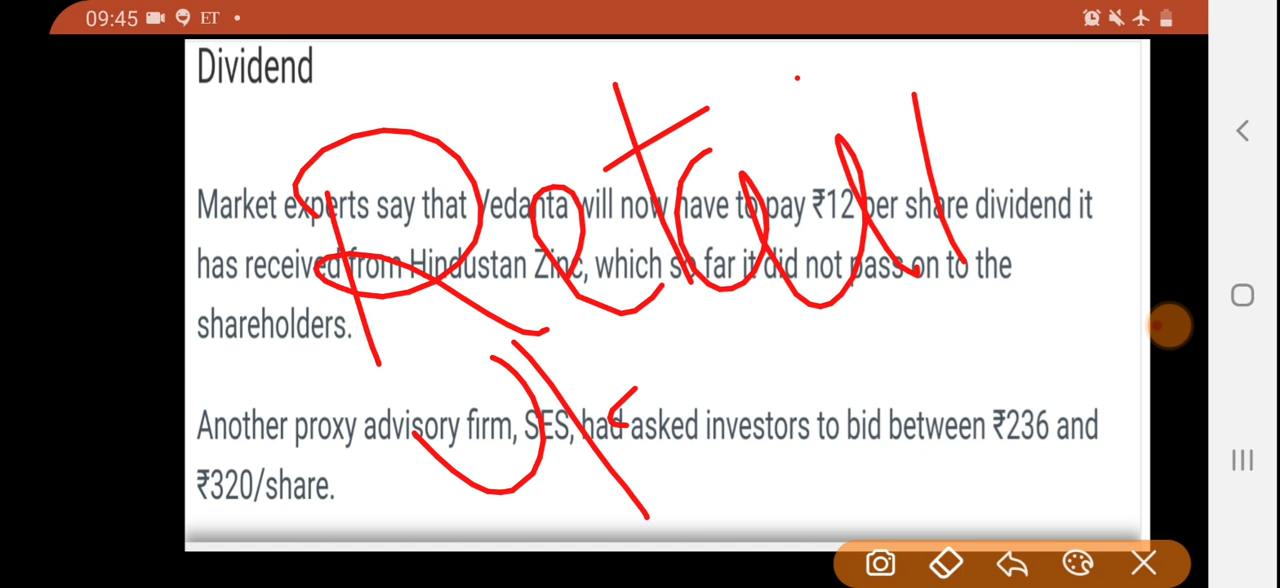 09:45 ET
Dividend
Market experts say that Vedanta will now have to pay ₹12 per share dividend it
has received from Hindustan Zinc, which so far it did not pass on to the
shareholders.
Retail
Another proxy advisory firm, SES, had asked investors to bid between ₹236 and
₹320/share.